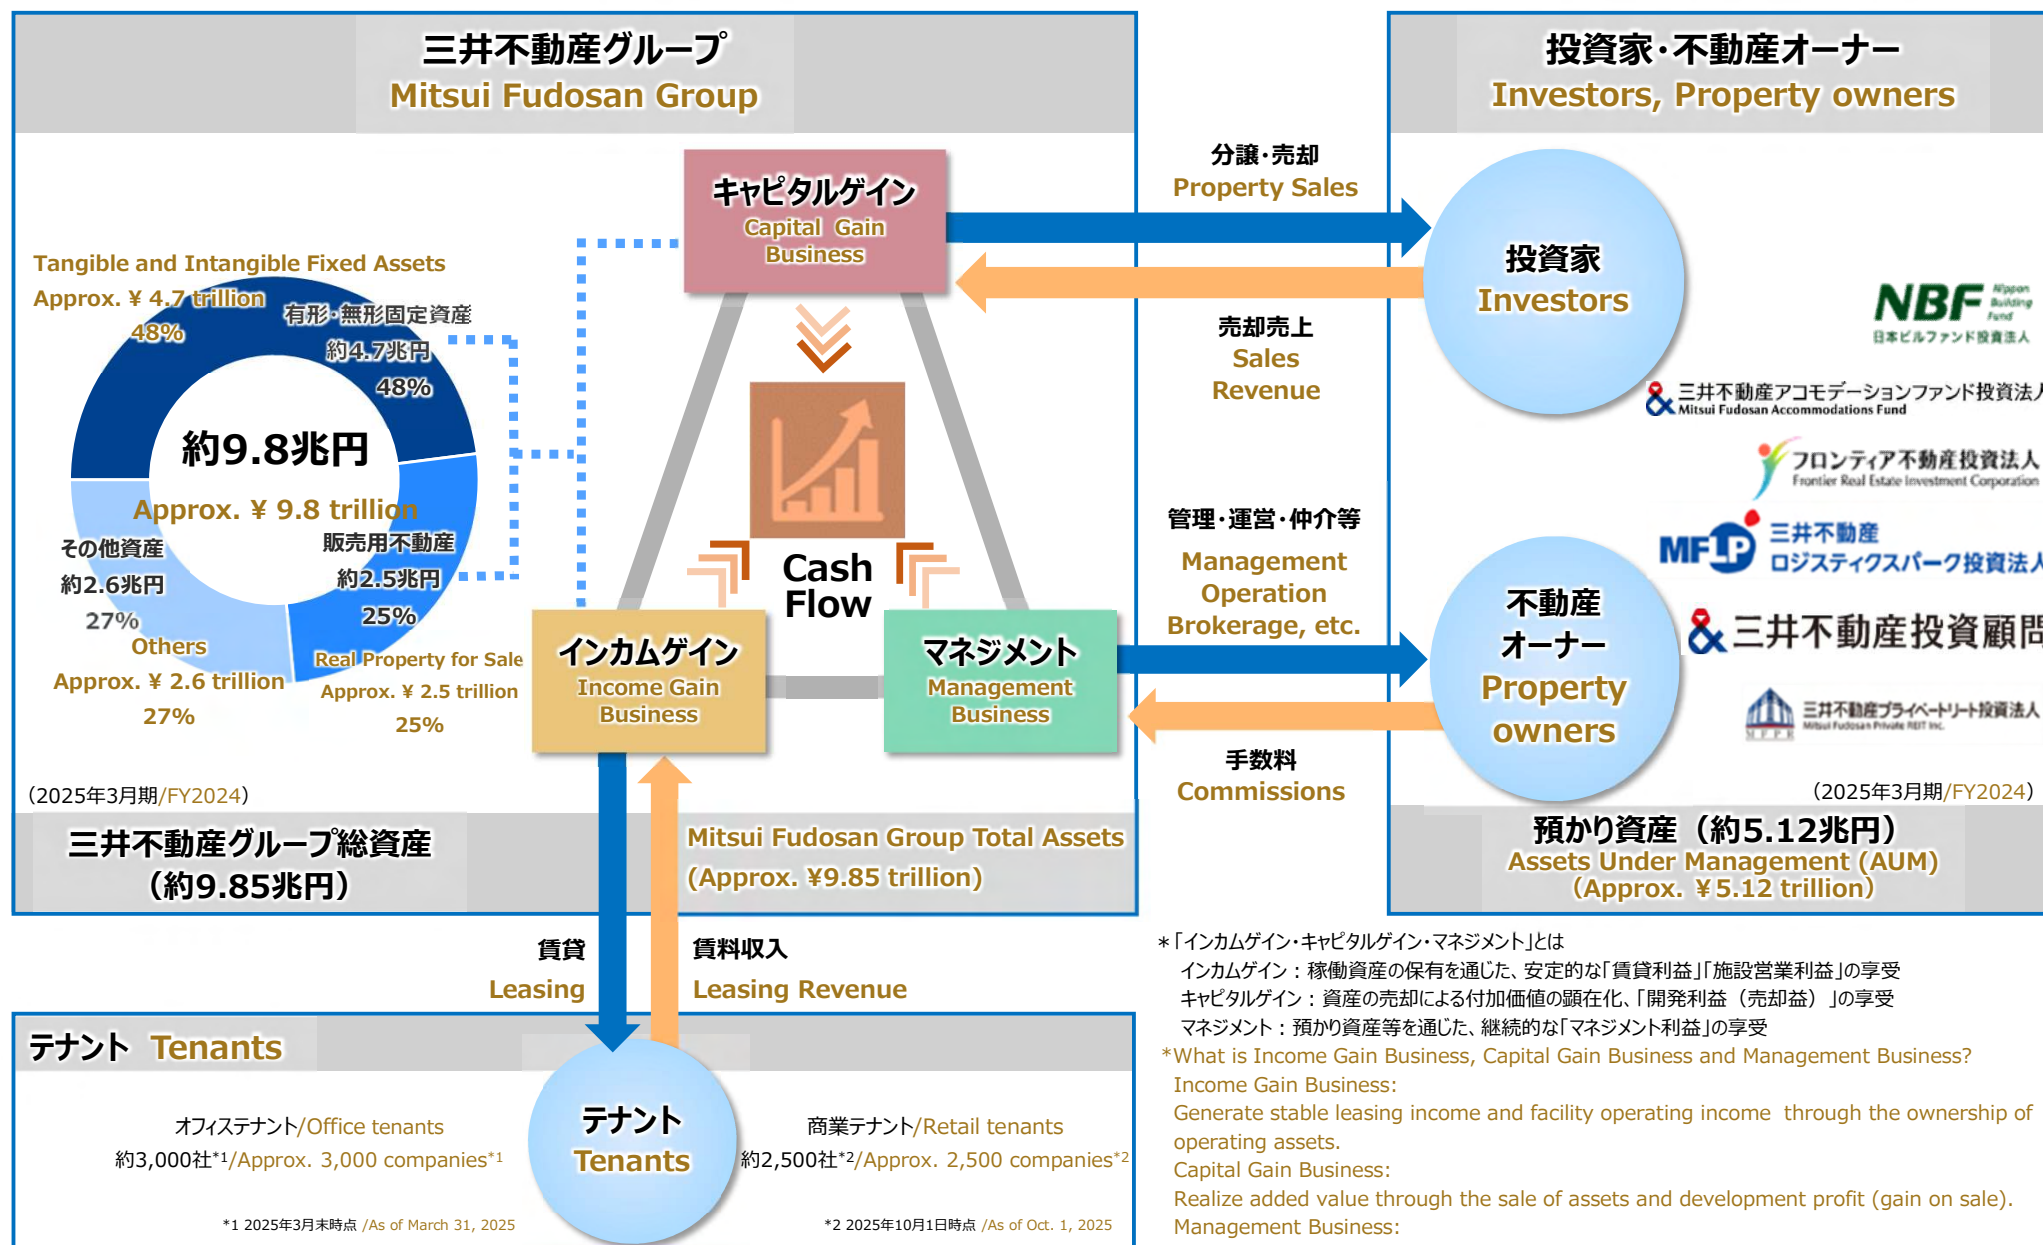 三井不動産グループ
Mitsui Fudosan Group
投資家・不動産オーナー
Investors, Property owners
キャピタルゲイン
Capital Gain
Business
分譲・売却
Property Sales
投資家
Investors
売却売上
Sales
Revenue
Tangible and Intangible Fixed Assets
Approx. ¥ 4.7 trillion
48%
有形・無形固定資産
約4.7兆円
48%
約9.8兆円
Approx. ¥ 9.8 trillion
その他資産
約2.6兆円
27%
Others
Approx. ¥ 2.6 trillion
27%
販売用不動産
約2.5兆円
25%
Real Property for Sale
Approx. ¥ 2.5 trillion
25%
Cash
Flow
インカムゲイン
Income Gain
Business
マネジメント
Management
Business
管理・運営・仲介等
Management
Operation
Brokerage, etc.
不動産
オーナー
Property
owners
手数料
Commissions
NBF Nippon
Building
Fund
日本ビルファンド投資法人
三井不動産アコモデーションファンド投資法人
Mitsui Fudosan Accommodations Fund
フロンティア不動産投資法人
Frontier Real Estate Investment Corporation
MFLP 三井不動産
ロジスティクスパーク投資法人
&三井不動産投資顧問
三井不動産プライベートリート投資法人
Mitsui Fudosan Private REIT Inc.
MFPR
（2025年3月期/FY2024）
（2025年3月期/FY2024）
三井不動産グループ総資産
（約9.85兆円）
Mitsui Fudosan Group Total Assets
(Approx. ¥9.85 trillion)
預かり資産（約5.12兆円）
Assets Under Management (AUM)
（Approx. ¥5.12 trillion）
賃貸
Leasing
賃料収入
Leasing Revenue
テナント Tenants
オフィステナント/Office tenants
約3,000社*1/Approx. 3,000 companies*1
テナント
Tenants
商業テナント/Retail tenants
約2,500社*2/Approx. 2,500 companies*2
*1 2025年3月末時点 /As of March 31, 2025
*2 2025年10月1日時点 /As of Oct. 1, 2025
＊「インカムゲイン・キャピタルゲイン・マネジメント」とは
インカムゲイン：稼働資産の保有を通じた、安定的な「賃貸利益」「施設営業利益」の享受
キャピタルゲイン：資産の売却による付加価値の顕在化、「開発利益（売却益）」の享受
マネジメント：預かり資産等を通じた、継続的な「マネジメント利益」の享受
*What is Income Gain Business, Capital Gain Business and Management Business?
Income Gain Business:
Generate stable leasing income and facility operating income through the ownership of
operating assets.
Capital Gain Business:
Realize added value through the sale of assets and development profit (gain on sale).
Management Business: